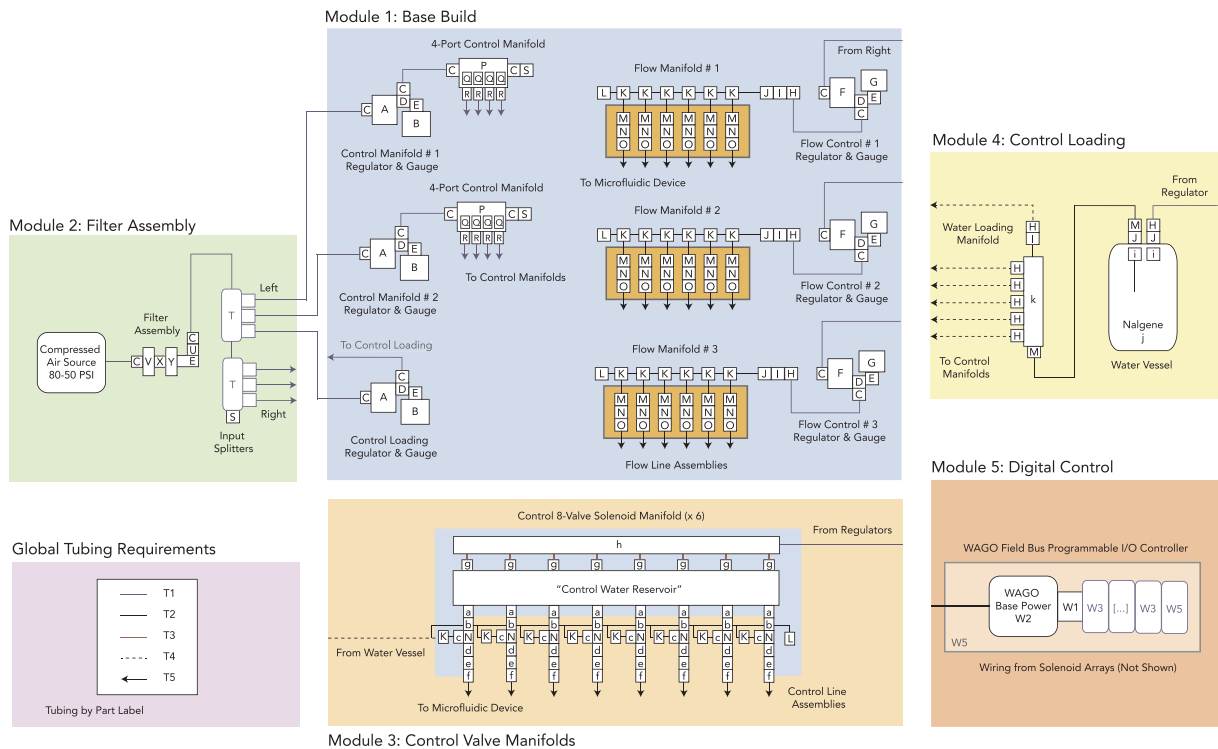 Module 1: Base Build
4-Port Control Manifold
C P C S
Q Q Q Q
R R R R
C
D E
C A
B
Control Manifold # 1
Regulator & Gauge
4-Port Control Manifold
C P C S
Q Q Q Q
R R R R
To Control Manifolds
C
D E
C A
B
Control Manifold # 2
Regulator & Gauge
To Control Loading
C
D E
C A
B
Control Loading
Regulator & Gauge
Flow Manifold # 1
L K K K K K K J I H
M M M M M M
N N N N N N
O O O O O O
To Microfluidic Device
From Right
C F G
D E
C
Flow Control # 1
Regulator & Gauge
Flow Manifold # 2
L K K K K K K J I H
M M M M M M
N N N N N N
O O O O O O
C F G
D E
C
Flow Control # 2
Regulator & Gauge
Flow Manifold # 3
L K K K K K K J I H
M M M M M M
N N N N N N
O O O O O O
Flow Line Assemblies
C F G
D E
C
Flow Control # 3
Regulator & Gauge
Module 2: Filter Assembly
Compressed
Air Source
80-50 PSI
Filter
Assembly
C V X Y E
U
C
T
Left
T
Right
S
Input
Splitters
Module 4: Control Loading
From
Regulator
Water Loading
Manifold
H
I
H
H
H
H
H
k
M
To Control
Manifolds
M H
J J
i i
Nalgene
j
Water Vessel
Global Tubing Requirements
T1
T2
T3
T4
T5
Tubing by Part Label
Control 8-Valve Solenoid Manifold (x 6)
From Regulators
h
g g g g g g g g
“Control Water Reservoir”
a a a a a a a a
b b b b b b b b
K c N K c N K c N K c N K c N K c N K c N K c N L
d d d d d d d d
e e e e e e e e
f f f f f f f f
From Water Vessel
To Microfluidic Device
Control Line
Assemblies
Module 3: Control Valve Manifolds
Module 5: Digital Control
WAGO Field Bus Programmable I/O Controller
WAGO
Base Power
W2
W1 W3 [...] W3 W5
W5
Wiring from Solenoid Arrays (Not Shown)